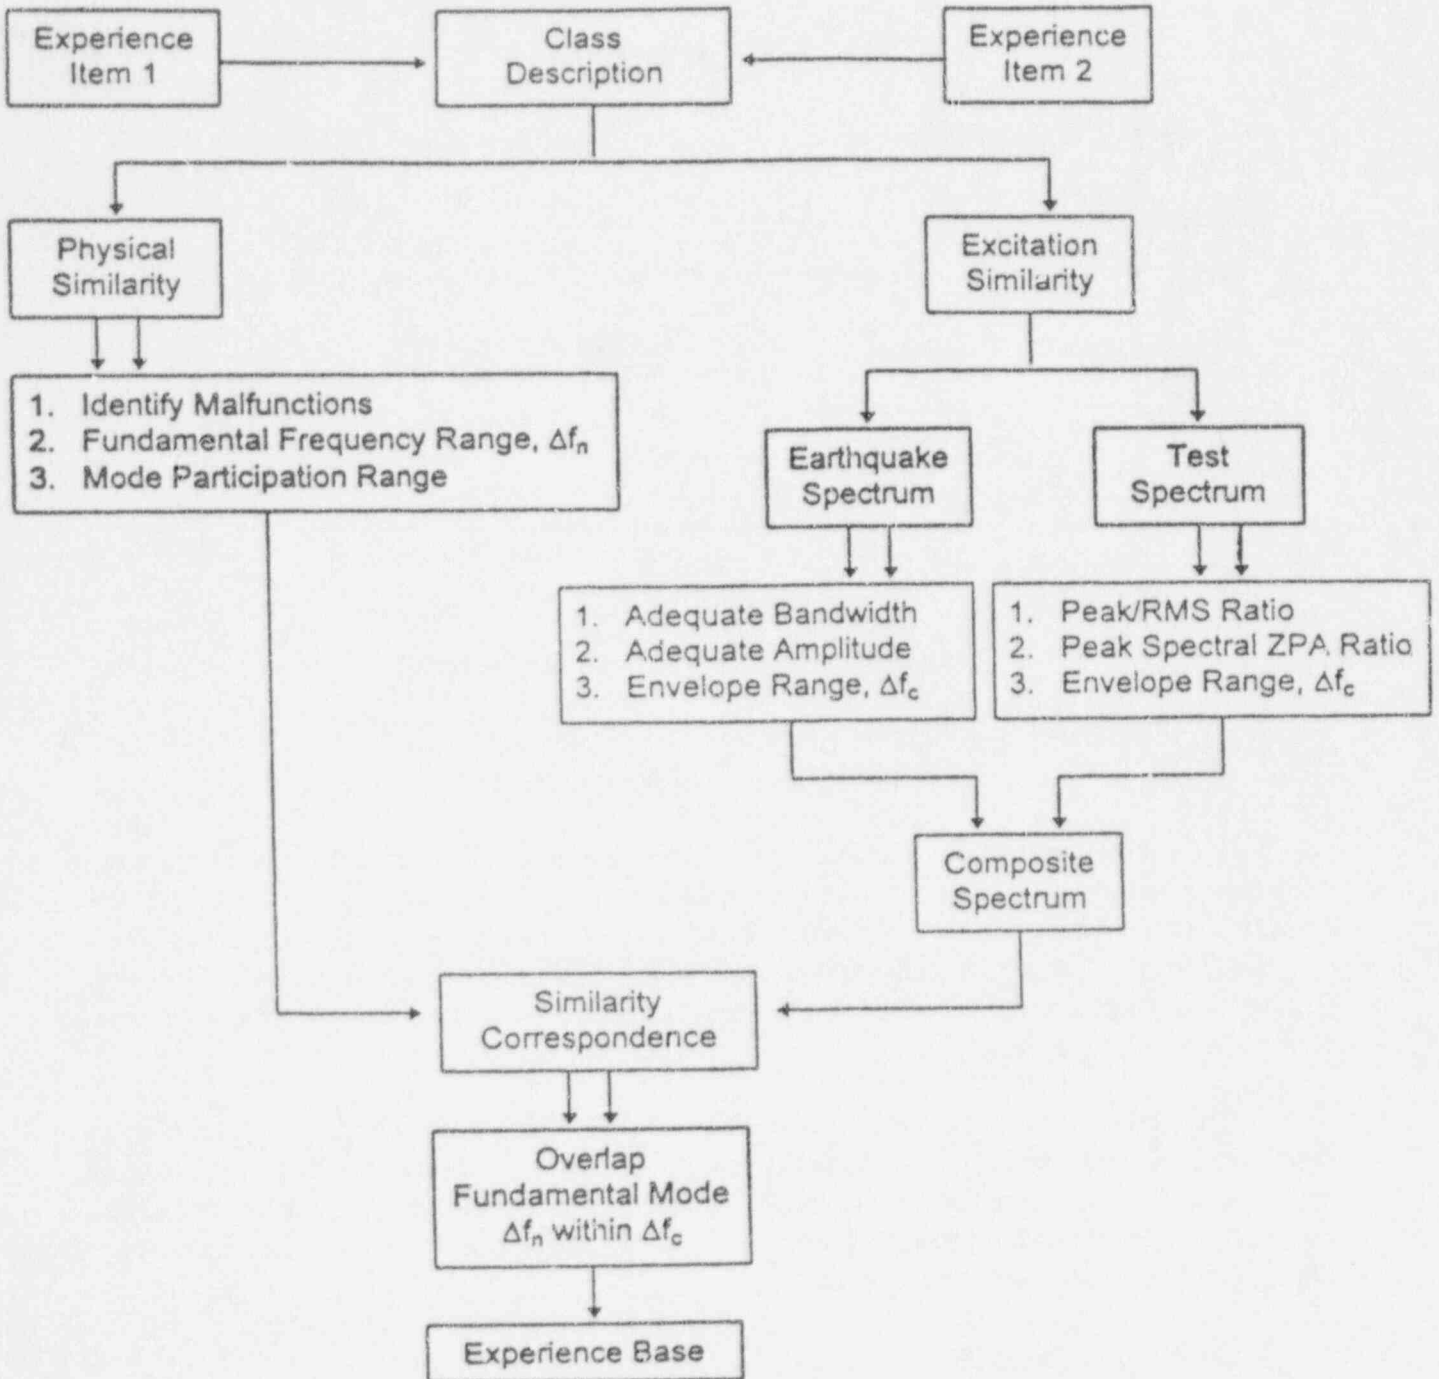 Experience
Item 1
Class
Description
Experience
Item 2
Physical
Similarity
Excitation
Similarity
1. Identify Malfunctions
2. Fundamental Frequency Range, Δfₙ
3. Mode Participation Range
Earthquake
Spectrum
Test
Spectrum
1. Adequate Bandwidth
2. Adequate Amplitude
3. Envelope Range, Δf_c
1. Peak/RMS Ratio
2. Peak Spectral ZPA Ratio
3. Envelope Range, Δf_c
Composite
Spectrum
Similarity
Correspondence
Overlap
Fundamental Mode
Δfₙ within Δf_c
Experience Base